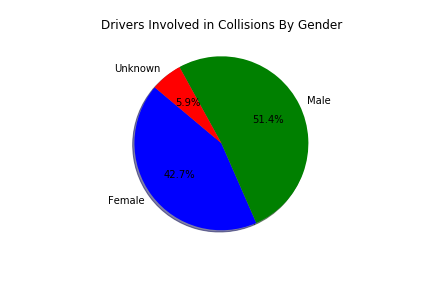 Drivers Involved in Collisions By Gender
Unknown
Male
5.9%
51.4%
42.7%
Female